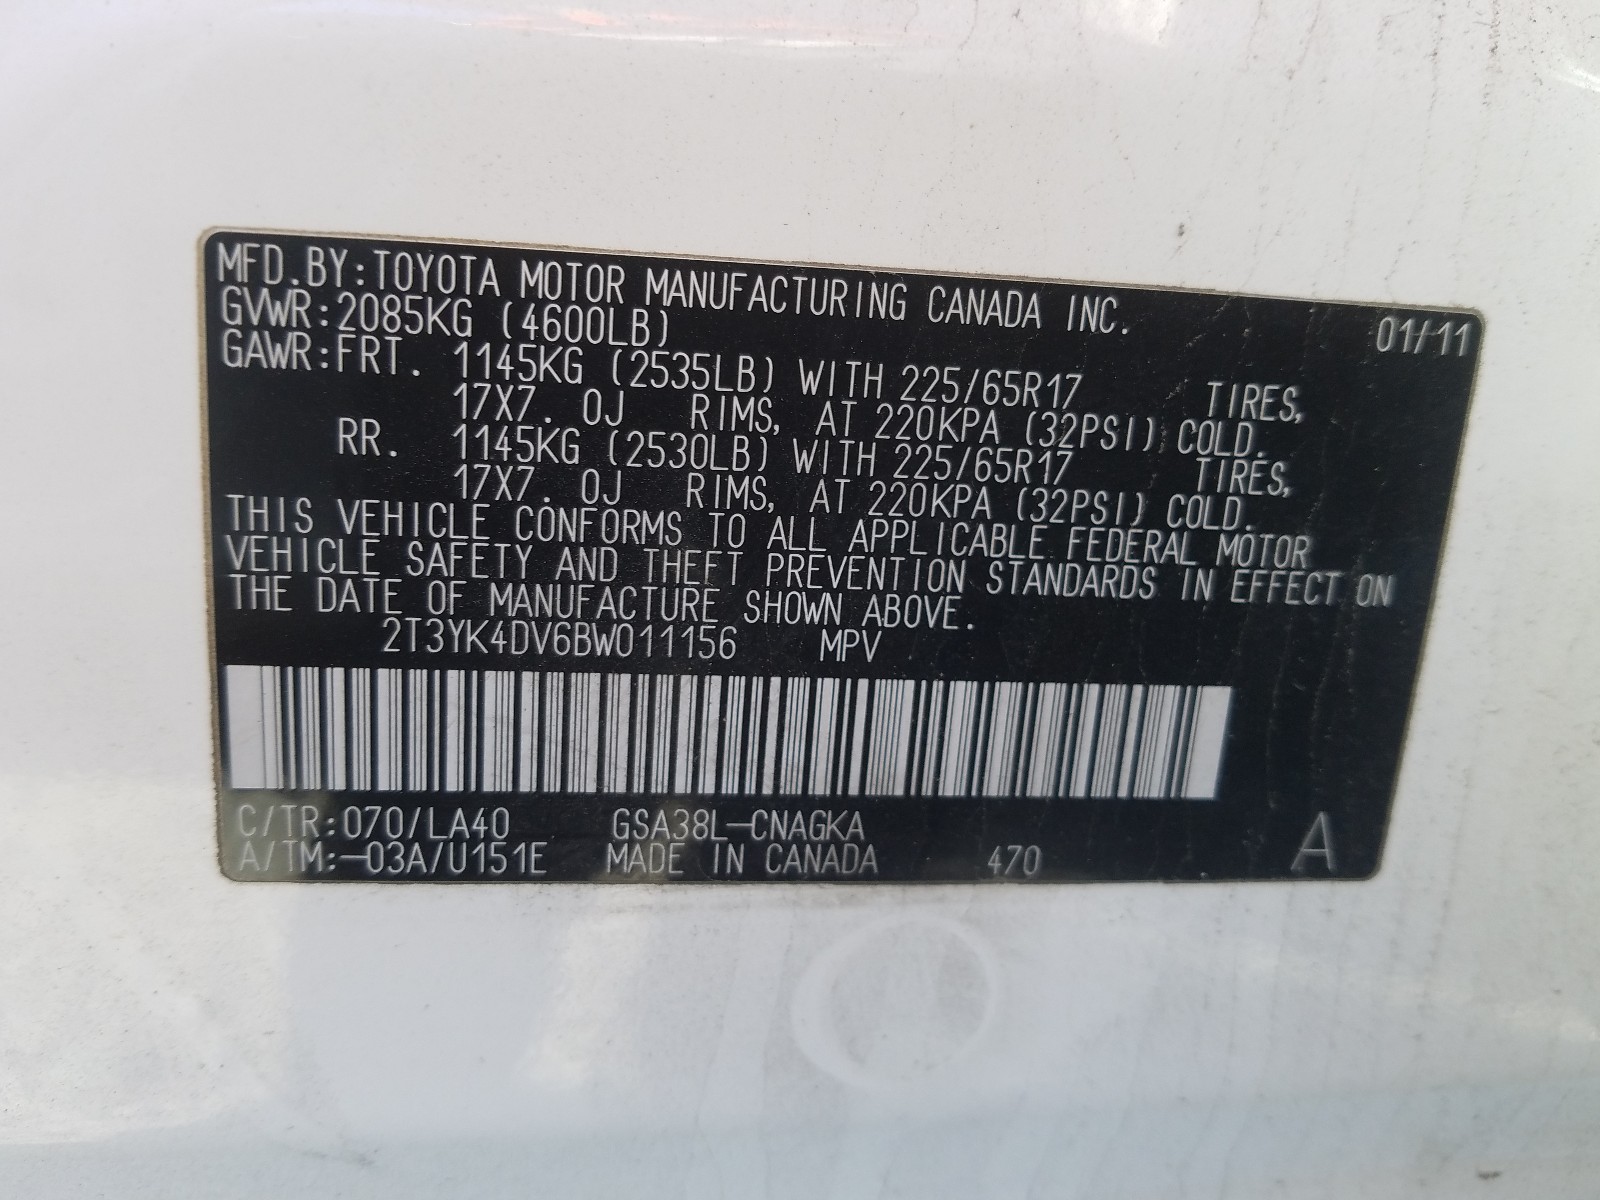 MFD.BY:TOYOTA MOTOR MANUFACTURING CANADA INC. 01/11
GVWR:2085KG (4600LB)
GAWR:FRT. 1145KG (2535LB) WITH 225/65R17 TIRES,
17X7. 0J RIMS, AT 220KPA (32PSI) COLD.
RR. 1145KG (2530LB) WITH 225/65R17 TIRES,
17X7. 0J RIMS, AT 220KPA (32PSI) COLD.
THIS VEHICLE CONFORMS TO ALL APPLICABLE FEDERAL MOTOR
VEHICLE SAFETY AND THEFT PREVENTION STANDARDS IN EFFECT ON
THE DATE OF MANUFACTURE SHOWN ABOVE.
2T3YK4DV6BW011156 MPV
C/TR:070/LA40 GSA38L-CNAGKA
A/TM:-03A/U151E MADE IN CANADA 470 A